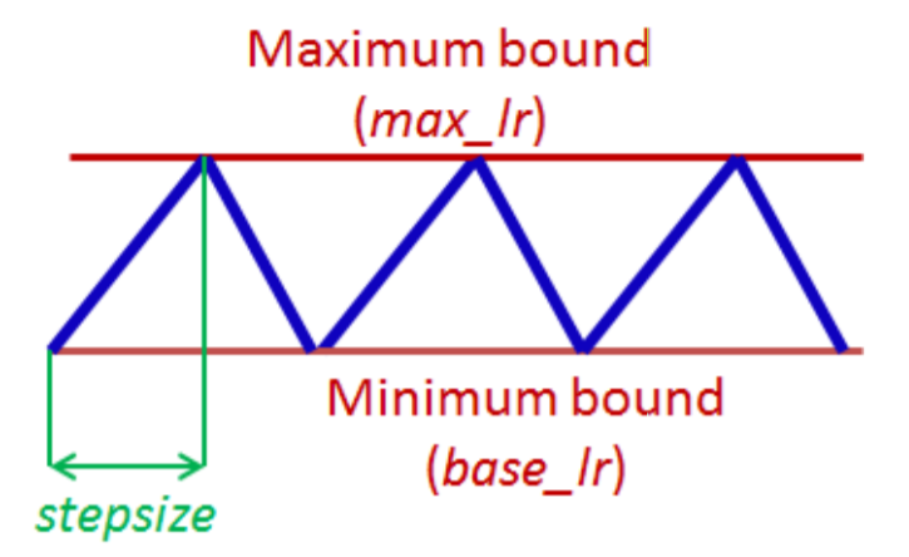 Maximum bound
(max_lr)
Minimum bound
(base_lr)
stepsize